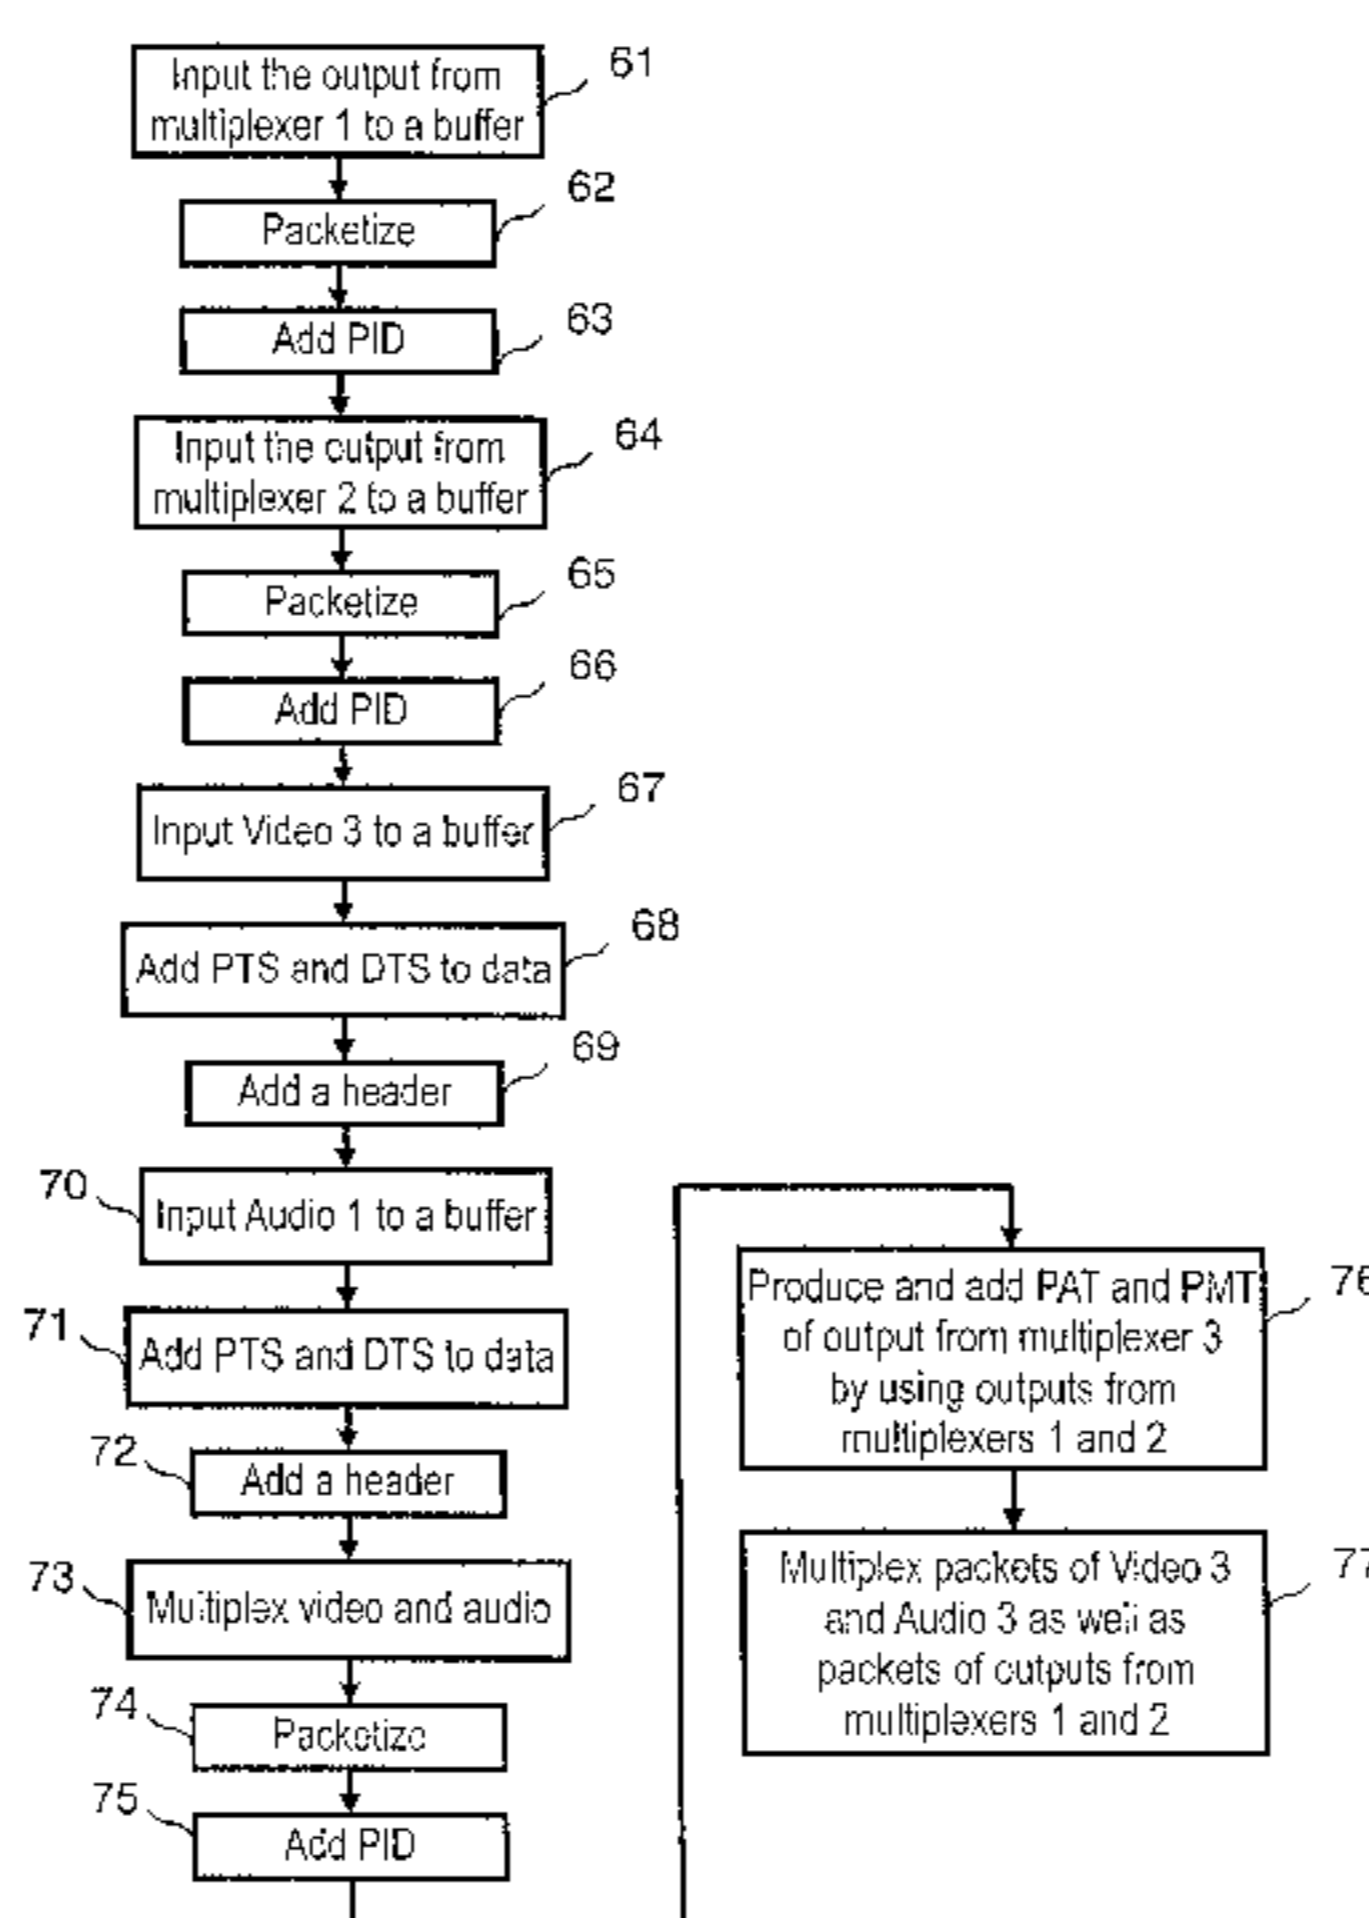 Input the output from
multiplexer 1 to a buffer
61
Packetize
62
Add PID
63
Input the output from
multiplexer 2 to a buffer
64
Packetize
65
Add PID
66
Input Video 3 to a buffer
67
Add PTS and DTS to data
68
Add a header
69
70
Input Audio 1 to a buffer
71
Add PTS and DTS to data
72
Add a header
73
Multiplex video and audio
74
Packetize
75
Add PID
Produce and add PAT and PMT
of output from multiplexer 3
by using outputs from
multiplexers 1 and 2
76
Multiplex packets of Video 3
and Audio 3 as well as
packets of outputs from
multiplexers 1 and 2
77